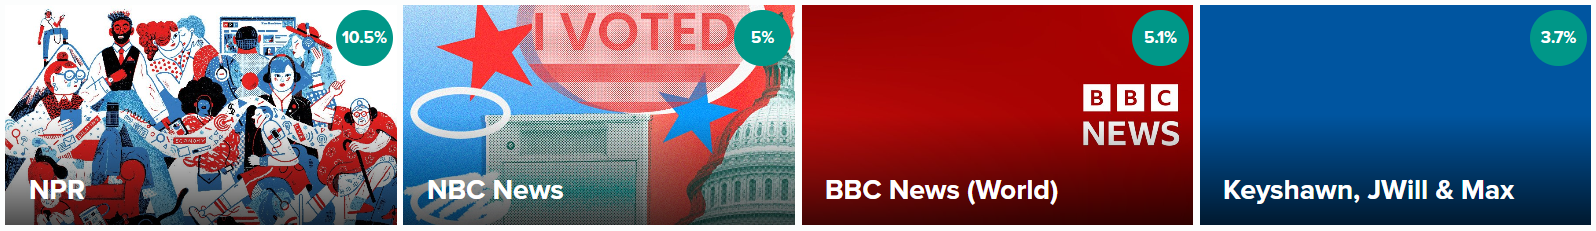 10.5%
NPR
I VOTED
5%
NBC News
5.1%
BBC
NEWS
BBC News (World)
3.7%
Keyshawn, JWill & Max